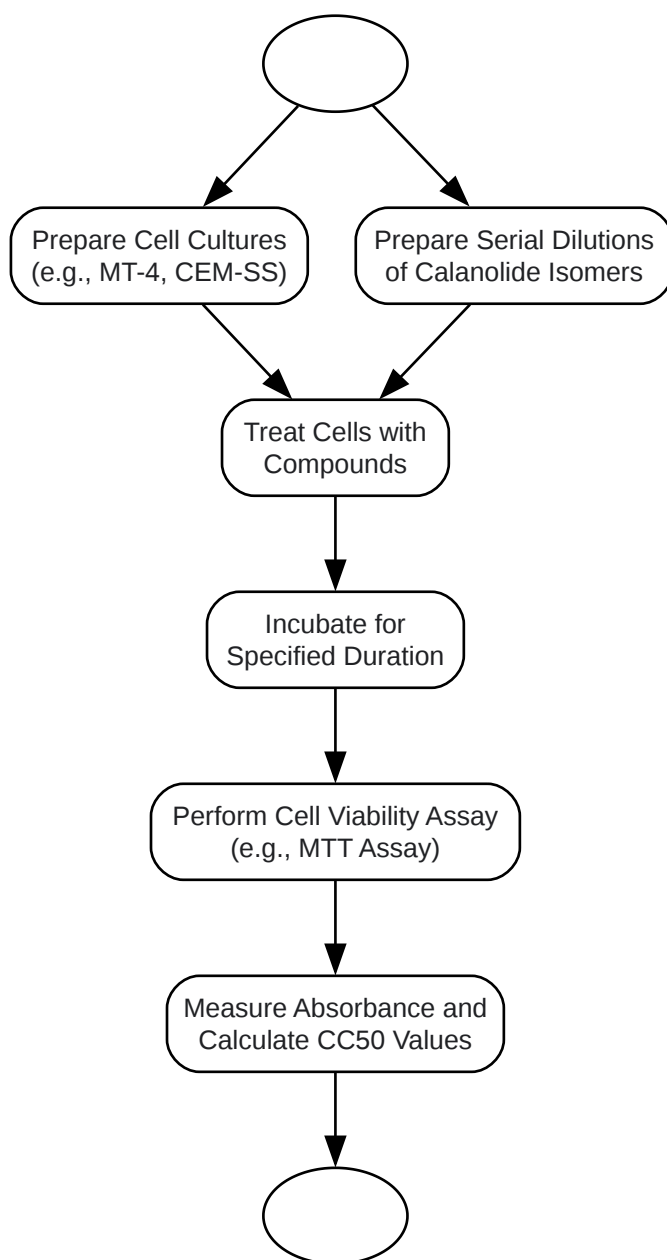 Prepare Cell Cultures
(e.g., MT-4, CEM-SS)
Prepare Serial Dilutions
of Calanolide Isomers
Treat Cells with
Compounds
Incubate for
Specified Duration
Perform Cell Viability Assay
(e.g., MTT Assay)
Measure Absorbance and
Calculate CC50 Values